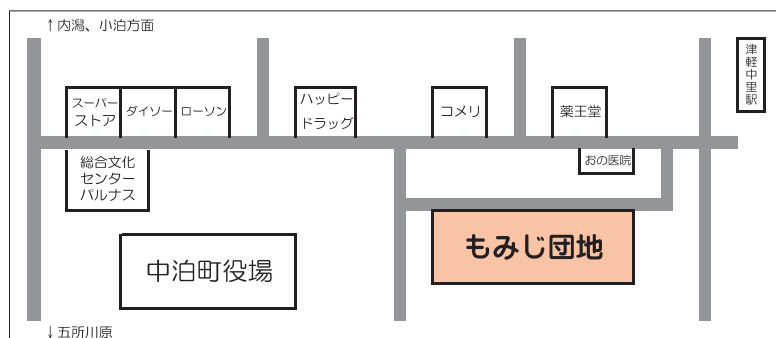 ↑内潟、小泊方面
津軽中里駅
スーパー
ストア
ダイソー
ローソン
ハッピー
ドラッグ
コメリ
薬王堂
総合文化
センター
パルナス
おの医院
もみじ団地
中泊町役場
↓五所川原